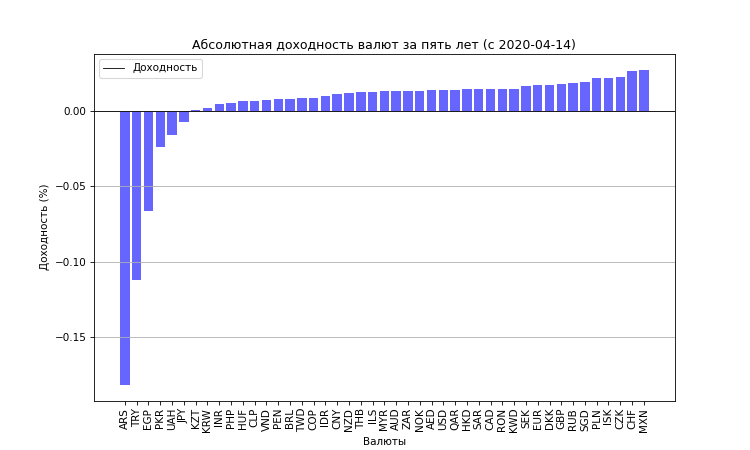 Абсолютная доходность валют за пять лет (с 2020-04-14)
Доходность
0.00
−0.05
−0.10
−0.15
Доходность (%)
ARS
TRY
EGP
PKR
UAH
JPY
KZT
KRW
INR
PHP
HUF
CLP
VND
PEN
BRL
TWD
COP
IDR
CNY
NZD
THB
ILS
MYR
AUD
ZAR
NOK
AED
USD
QAR
HKD
SAR
CAD
RON
KWD
SEK
EUR
DKK
GBP
RUB
SGD
PLN
ISK
CZK
CHF
MXN
Валюты